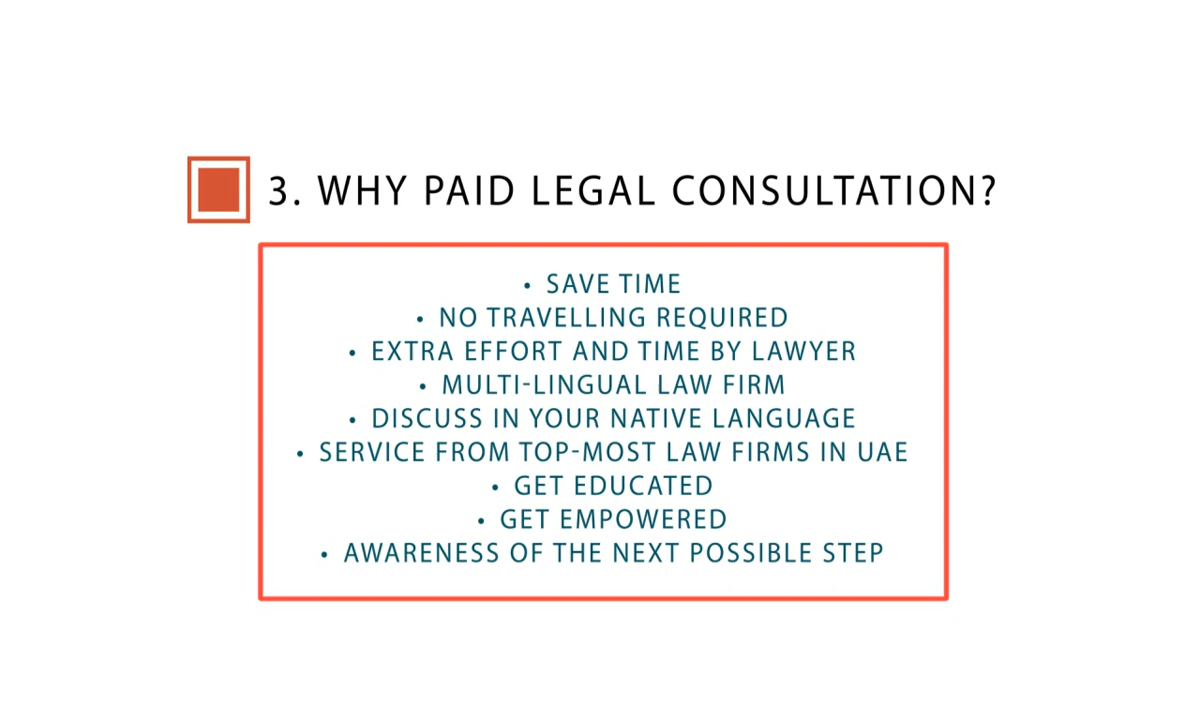 3. WHY PAID LEGAL CONSULTATION?
• SAVE TIME
• NO TRAVELLING REQUIRED
• EXTRA EFFORT AND TIME BY LAWYER
• MULTI-LINGUAL LAW FIRM
• DISCUSS IN YOUR NATIVE LANGUAGE
• SERVICE FROM TOP-MOST LAW FIRMS IN UAE
• GET EDUCATED
• GET EMPOWERED
• AWARENESS OF THE NEXT POSSIBLE STEP